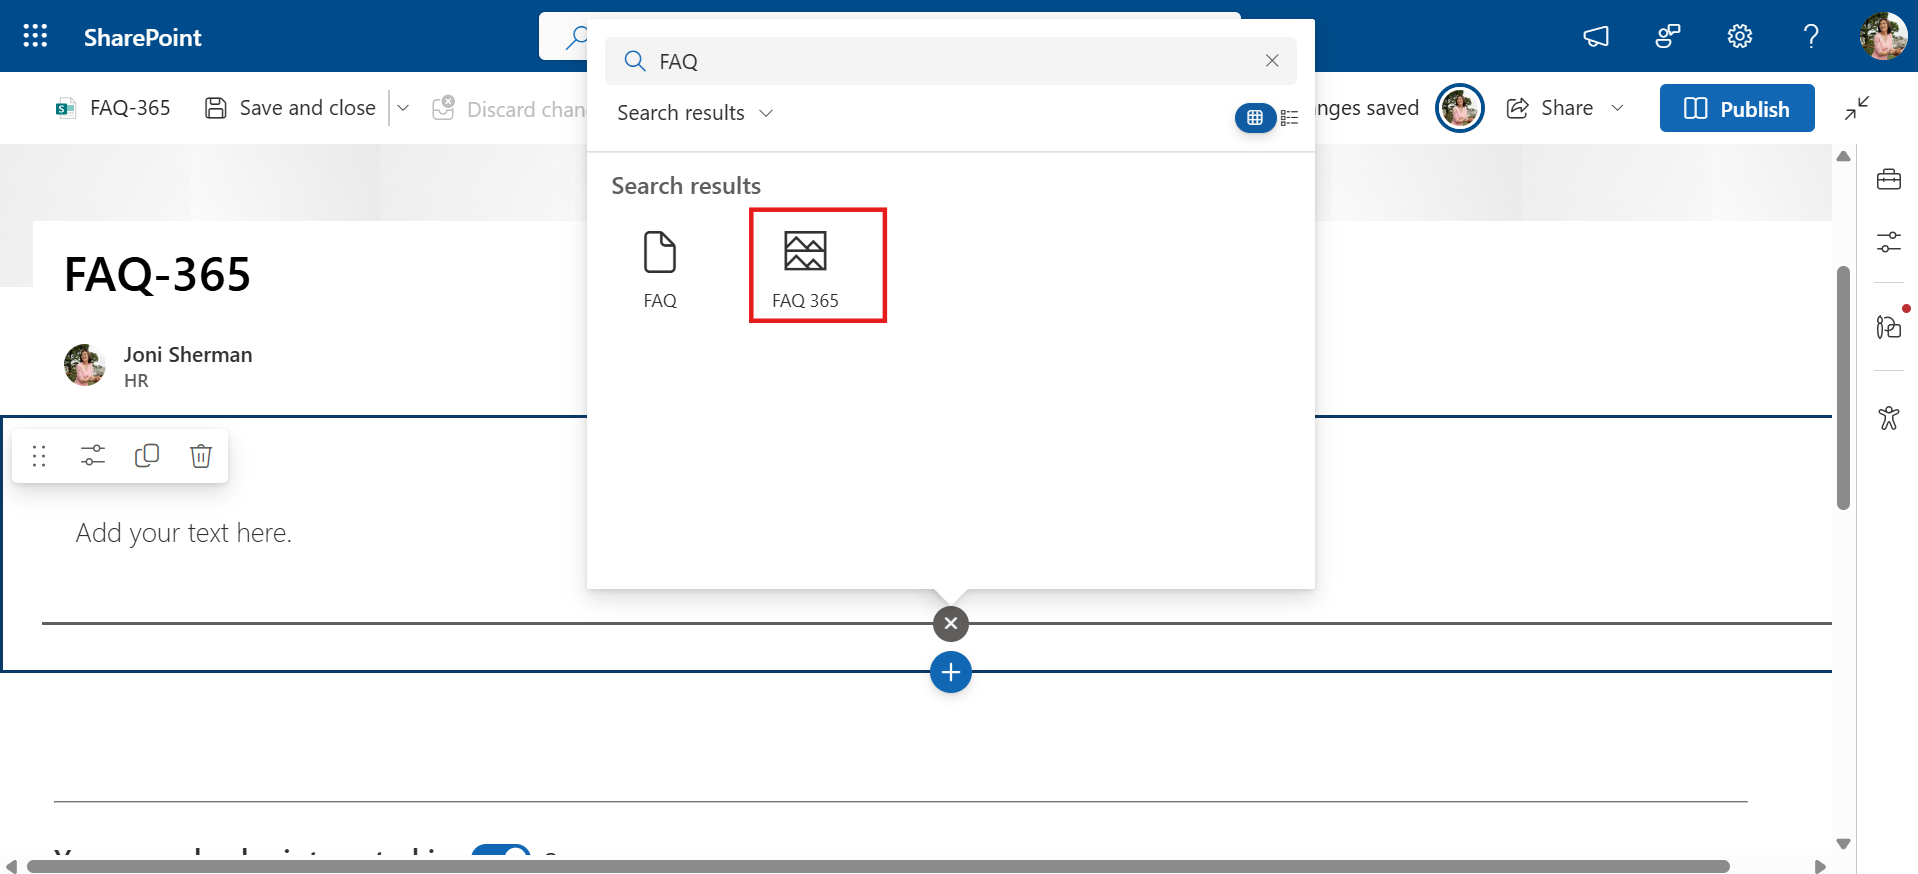 SharePoint
FAQ
FAQ-365
Save and close
Discard chan
Search results
nges saved
Share
Publish
Search results
FAQ
FAQ 365
FAQ-365
Joni Sherman
HR
Add your text here.